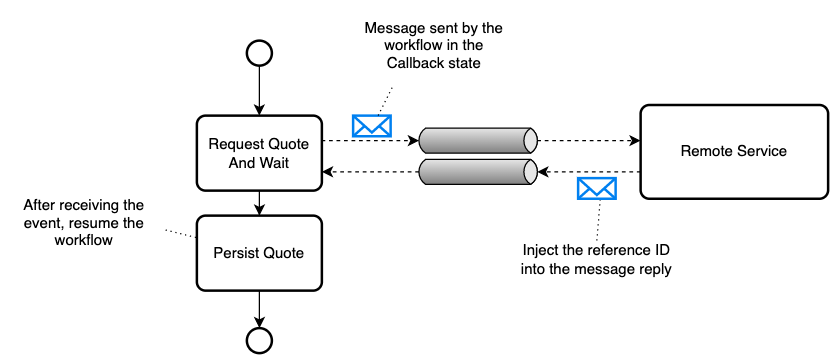 Message sent by the
workflow in the
Callback state
Request Quote
And Wait
Remote Service
After receiving the
event, resume the
workflow
Persist Quote
Inject the reference ID
into the message reply